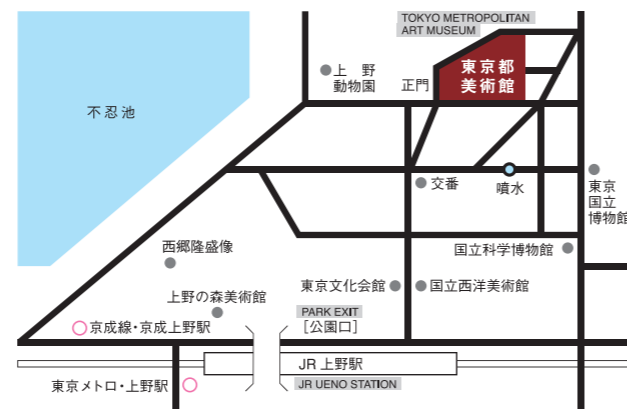 TOKYO METROPOLITAN
ART MUSEUM
東京都
美術館
上 野
動物園
正門
不忍池
交番
噴水
東京
国立
博物館
西郷隆盛像
国立科学博物館
上野の森美術館
東京文化会館
国立西洋美術館
PARK EXIT
［公園口］
京成線・京成上野駅
JR 上野駅
東京メトロ・上野駅
JR UENO STATION